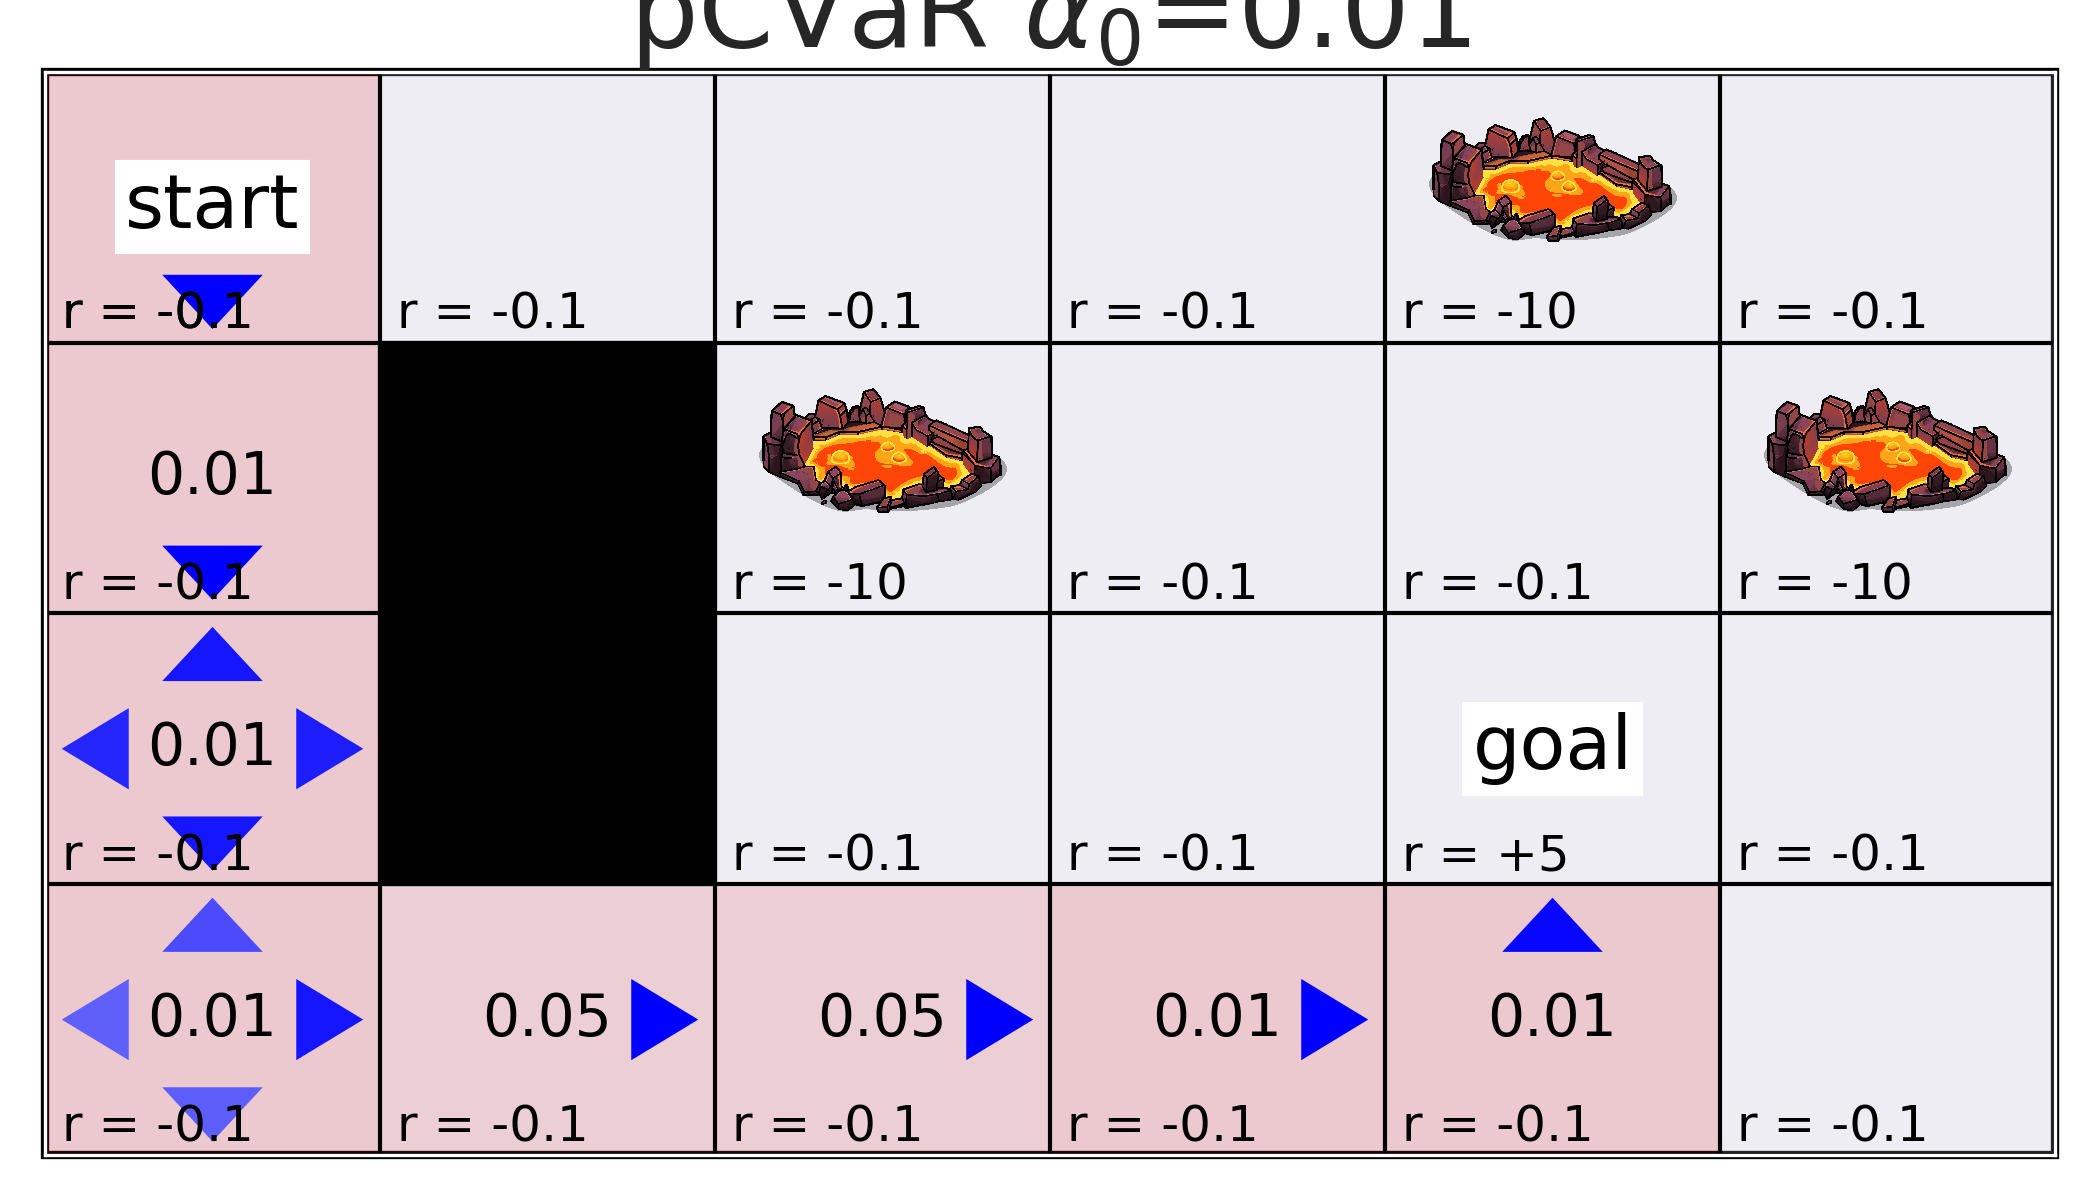 pCVaR α₀=0.01
start
r = -0.1 r = -0.1 r = -0.1 r = -0.1 r = -10 r = -0.1
0.01
r = -0.1 r = -10 r = -0.1 r = -0.1 r = -10
0.01 goal
r = -0.1 r = -0.1 r = -0.1 r = +5 r = -0.1
0.01 0.05 0.05 0.01 0.01
r = -0.1 r = -0.1 r = -0.1 r = -0.1 r = -0.1 r = -0.1